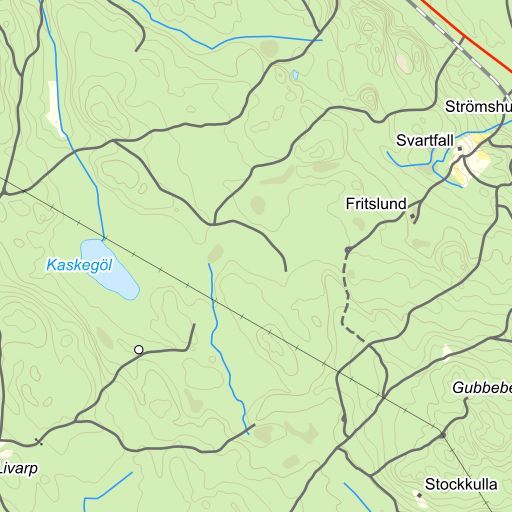 Strömshu
Svartfall
Fritslund
Kaskegöl
Gubbebe
Livarp
Stockkulla